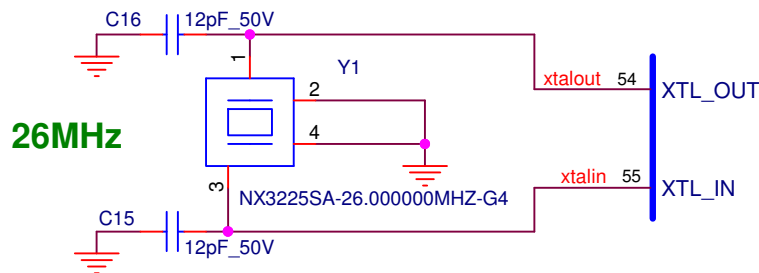 C16 12pF_50V
1
Y1
2
xtalout 54
XTL_OUT
26MHz
4
3
xtalin 55
XTL_IN
NX3225SA-26.000000MHZ-G4
C15
12pF_50V